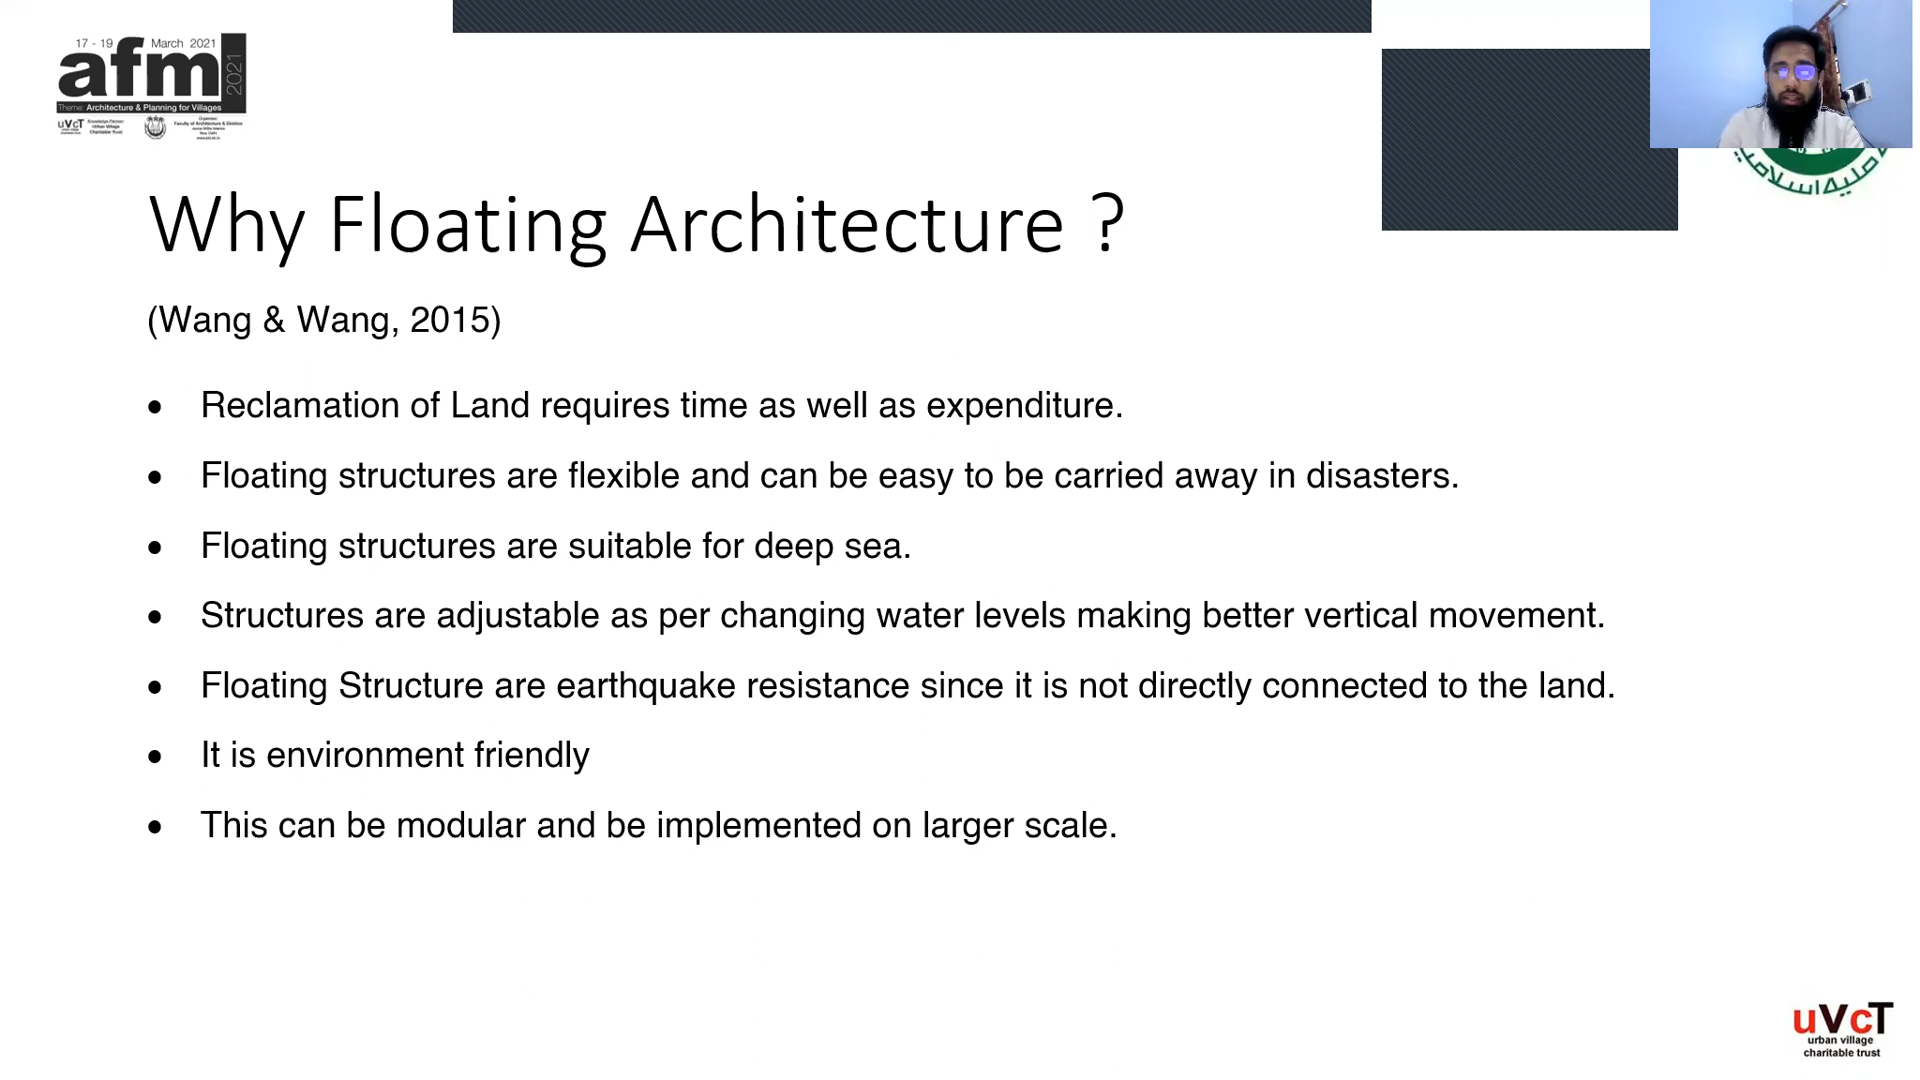 17 - 19 March 2021
afm 2021
Theme: Architecture & Planning for Villages
uVcT Knowledge Partner: Urban Village Charitable Trust
Organiser: Faculty of Architecture & Ekistics
Jamia Millia Islamia
New Delhi
Why Floating Architecture ?
(Wang & Wang, 2015)
• Reclamation of Land requires time as well as expenditure.
• Floating structures are flexible and can be easy to be carried away in disasters.
• Floating structures are suitable for deep sea.
• Structures are adjustable as per changing water levels making better vertical movement.
• Floating Structure are earthquake resistance since it is not directly connected to the land.
• It is environment friendly
• This can be modular and be implemented on larger scale.
uVcT
urban village
charitable trust